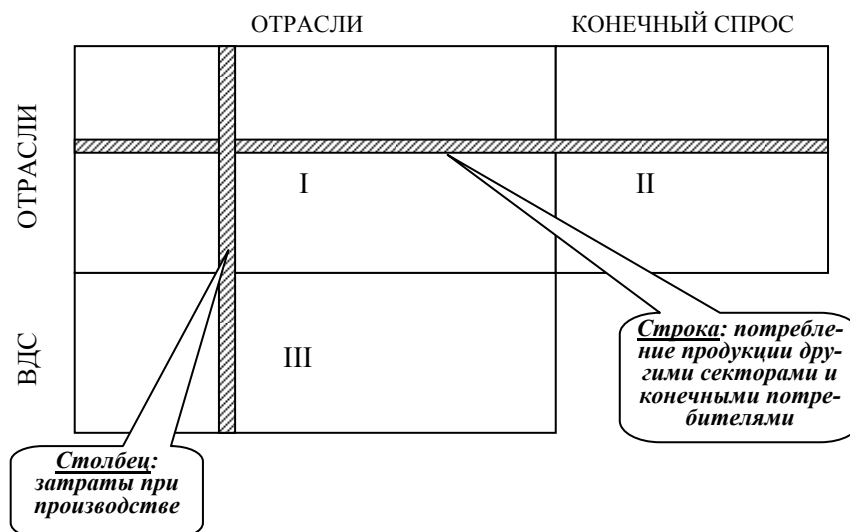 ОТРАСЛИ
КОНЕЧНЫЙ СПРОС
ОТРАСЛИ
I
II
ВДС
III
Строка: потребле-
ние продукции дру-
гими секторами и
конечными потре-
бителями
Столбец:
затраты при
производстве